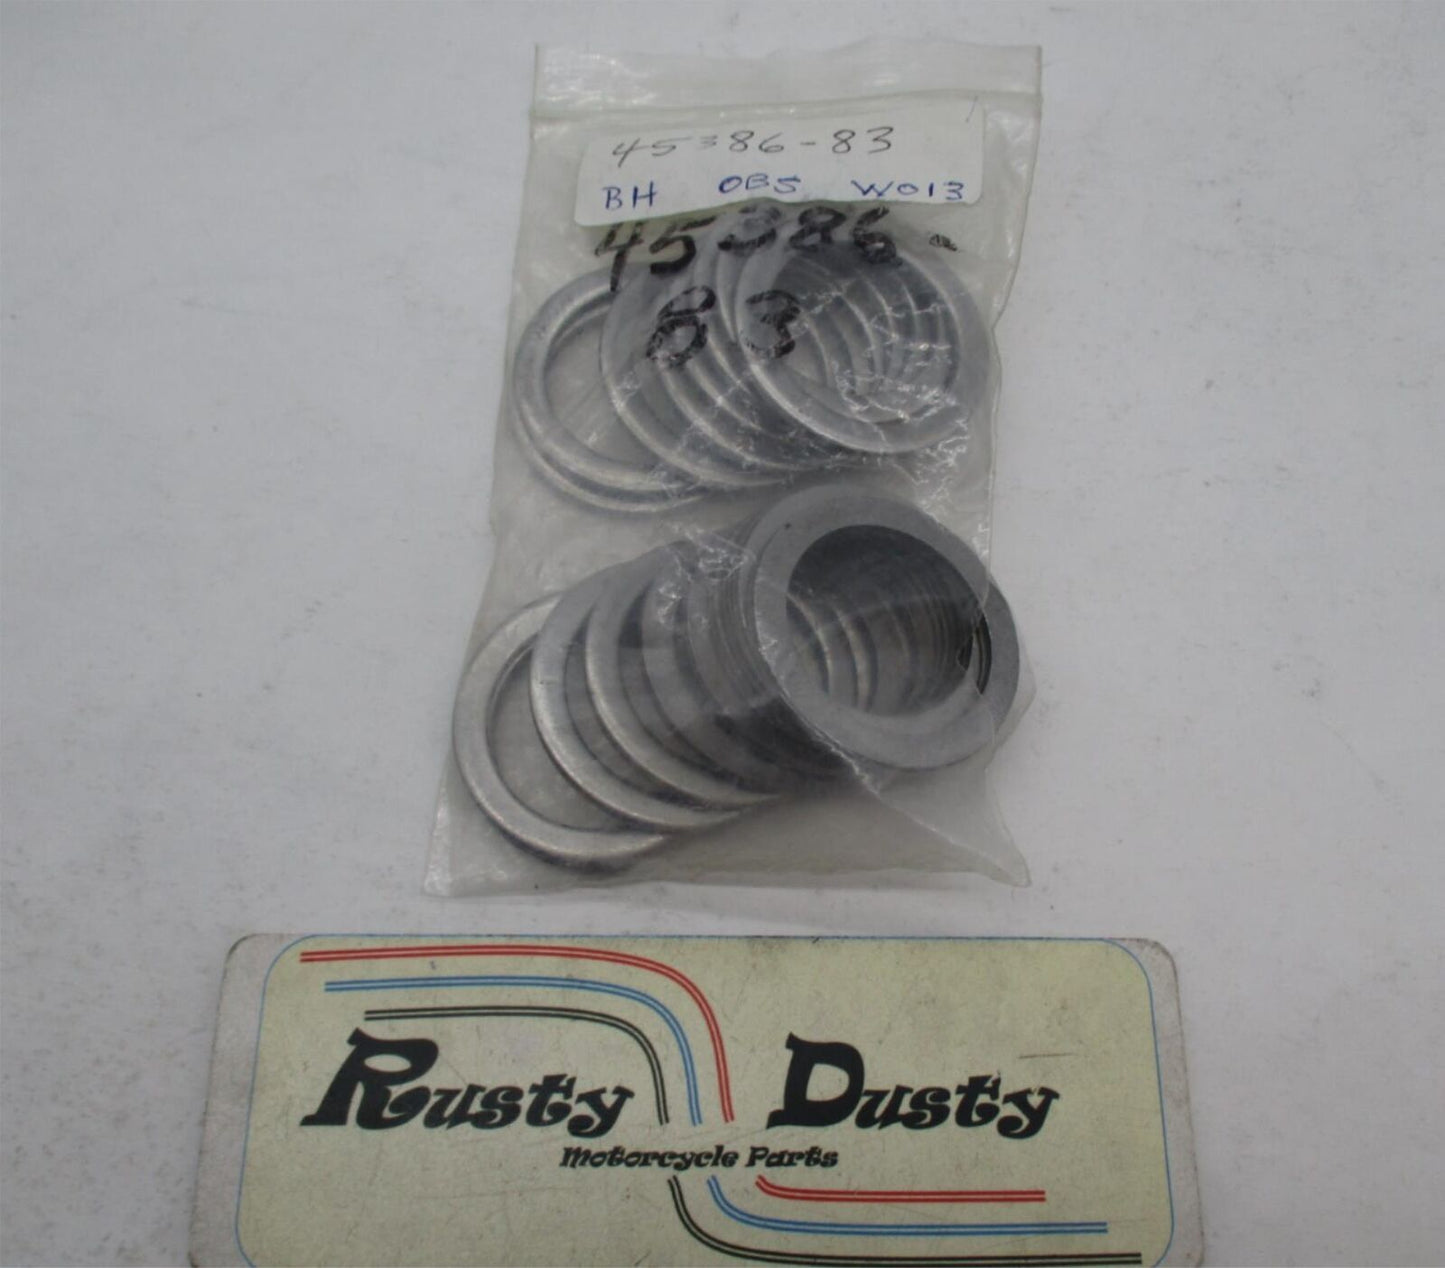 45386-83
BH OBS W013
45386-
83
Rusty Dusty
Motorcycle Parts